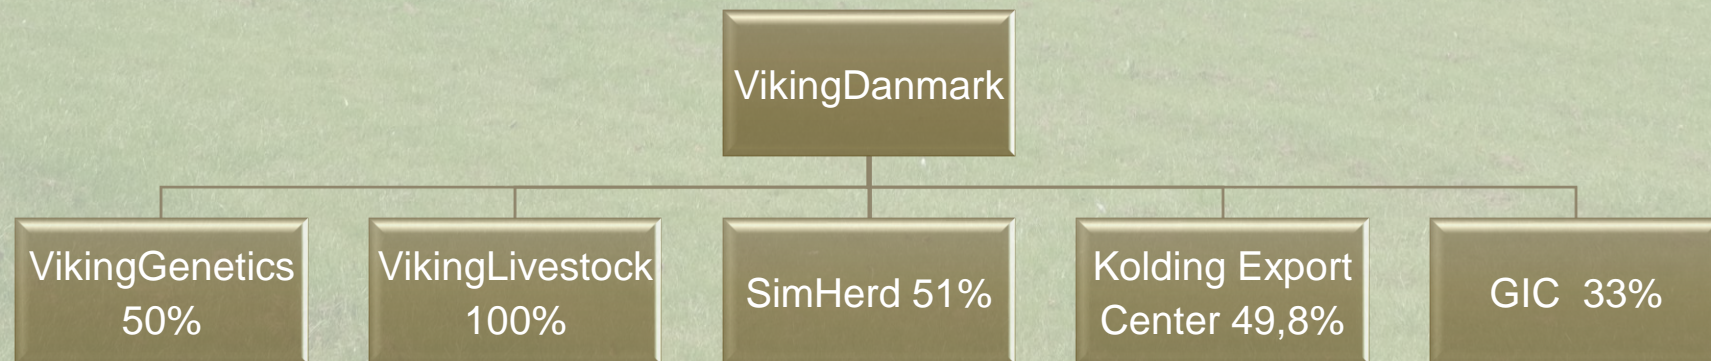 VikingDanmark
VikingGenetics
50%
VikingLivestock
100%
SimHerd 51%
Kolding Export
Center 49,8%
GIC  33%